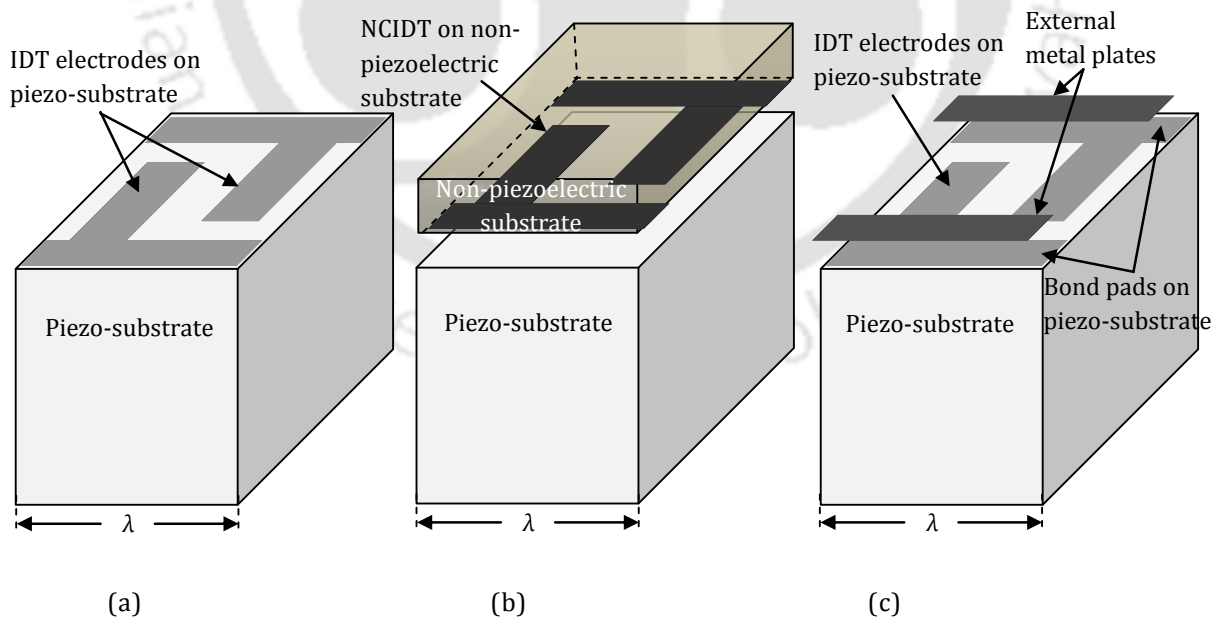 IDT electrodes on
piezo-substrate
Piezo-substrate
λ
(a)
NCIDT on non-
piezoelectric
substrate
Non-piezoelectric
substrate
Piezo-substrate
λ
(b)
IDT electrodes on
piezo-substrate
External
metal plates
Bond pads on
piezo-substrate
Piezo-substrate
λ
(c)